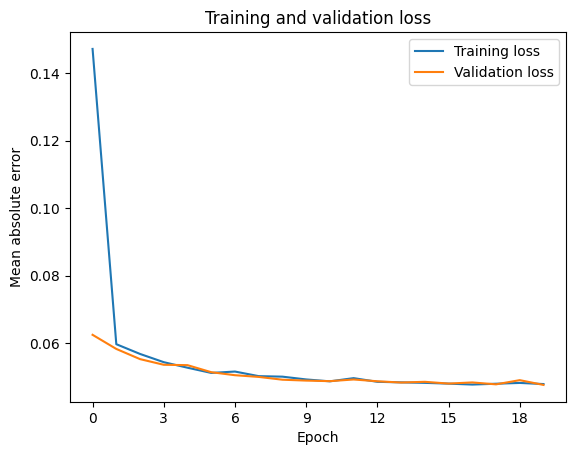 Training and validation loss
Training loss
Validation loss
Mean absolute error
0.14
0.12
0.10
0.08
0.06
0 3 6 9 12 15 18
Epoch